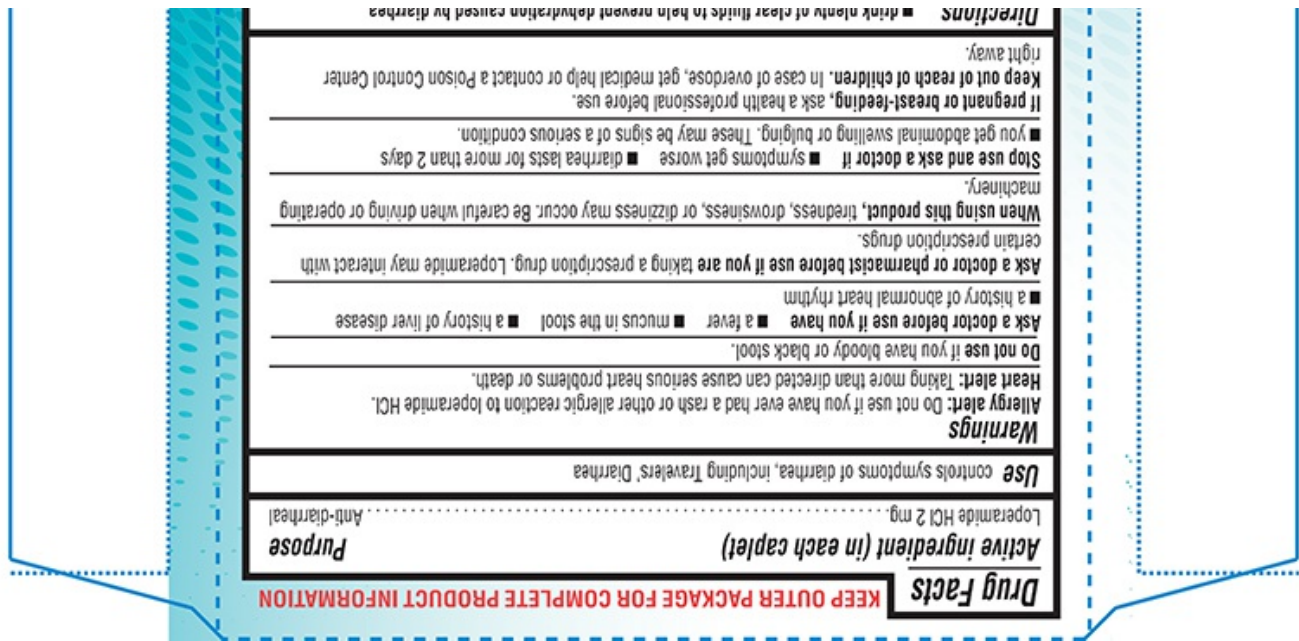 Drug Facts
KEEP OUTER PACKAGE FOR COMPLETE PRODUCT INFORMATION
Active ingredient (in each caplet) Purpose
Loperamide HCl 2 mg. . . . . . . . . . . . . . . . . . . . . . . . . . . . . . . . . . . . . . . . Anti-diarrheal
Use controls symptoms of diarrhea, including Travelers' Diarrhea
Warnings
Allergy alert: Do not use if you have ever had a rash or other allergic reaction to loperamide HCl.
Heart alert: Taking more than directed can cause serious heart problems or death.
Do not use if you have bloody or black stool.
Ask a doctor before use if you have ■ a fever ■ mucus in the stool ■ a history of liver disease
■ a history of abnormal heart rhythm
Ask a doctor or pharmacist before use if you are taking a prescription drug. Loperamide may interact with
certain prescription drugs.
When using this product, tiredness, drowsiness, or dizziness may occur. Be careful when driving or operating
machinery.
Stop use and ask a doctor if ■ symptoms get worse ■ diarrhea lasts for more than 2 days
■ you get abdominal swelling or bulging. These may be signs of a serious condition.
If pregnant or breast-feeding, ask a health professional before use.
Keep out of reach of children. In case of overdose, get medical help or contact a Poison Control Center
right away.
Directions ■ drink plenty of clear fluids to help prevent dehydration caused by diarrhea